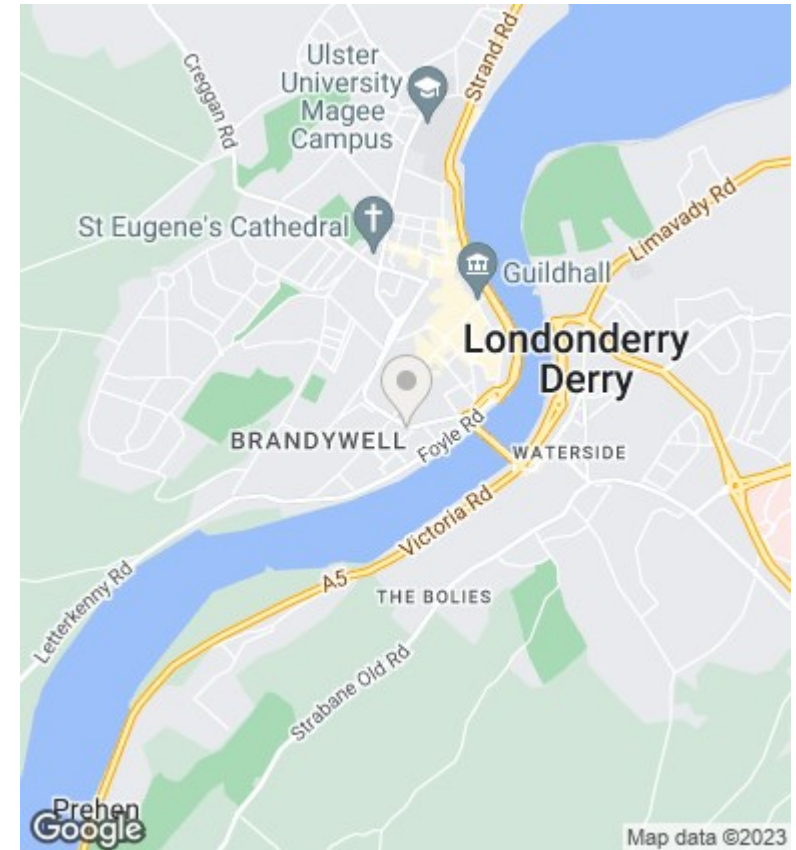 Strand Rd
Ulster
University
Magee
Campus
Creggan Rd
St Eugene's Cathedral
Limavady Rd
Guildhall
Londonderry
Derry
BRANDYWELL
Foyle Rd
WATERSIDE
Victoria Rd
A5
THE BOLIES
Letterkenny Rd
Strabane Old Rd
Prehen
Google
Map data ©2023